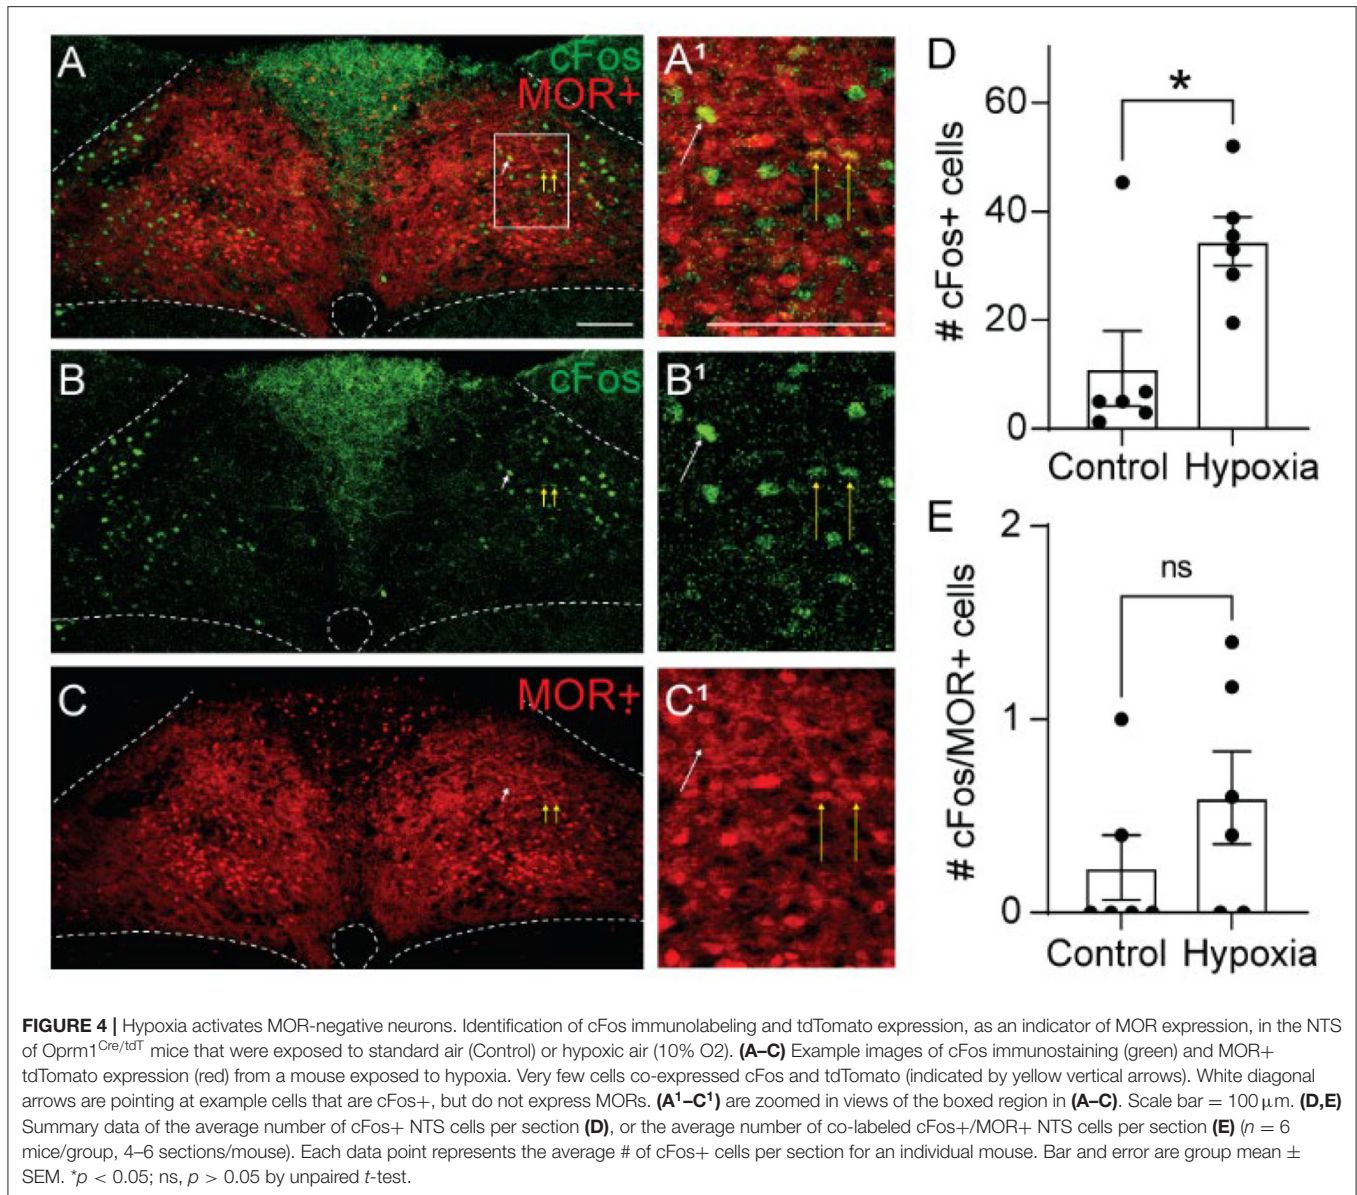 A
cFos
MOR+
A¹
B
cFos
B¹
C
MOR+
C¹
D
# cFos+ cells
60
40
20
0
*
Control Hypoxia
E
# cFos/MOR+ cells
2
1
0
ns
Control Hypoxia
FIGURE 4 | Hypoxia activates MOR-negative neurons. Identification of cFos immunolabeling and tdTomato expression, as an indicator of MOR expression, in the NTS
of Oprm1Cre/tdT mice that were exposed to standard air (Control) or hypoxic air (10% O2). (A–C) Example images of cFos immunostaining (green) and MOR+
tdTomato expression (red) from a mouse exposed to hypoxia. Very few cells co-expressed cFos and tdTomato (indicated by yellow vertical arrows). White diagonal
arrows are pointing at example cells that are cFos+, but do not express MORs. (A¹–C¹) are zoomed in views of the boxed region in (A–C). Scale bar = 100 μm. (D,E)
Summary data of the average number of cFos+ NTS cells per section (D), or the average number of co-labeled cFos+/MOR+ NTS cells per section (E) (n = 6
mice/group, 4–6 sections/mouse). Each data point represents the average # of cFos+ cells per section for an individual mouse. Bar and error are group mean ±
SEM. *p < 0.05; ns, p > 0.05 by unpaired t-test.